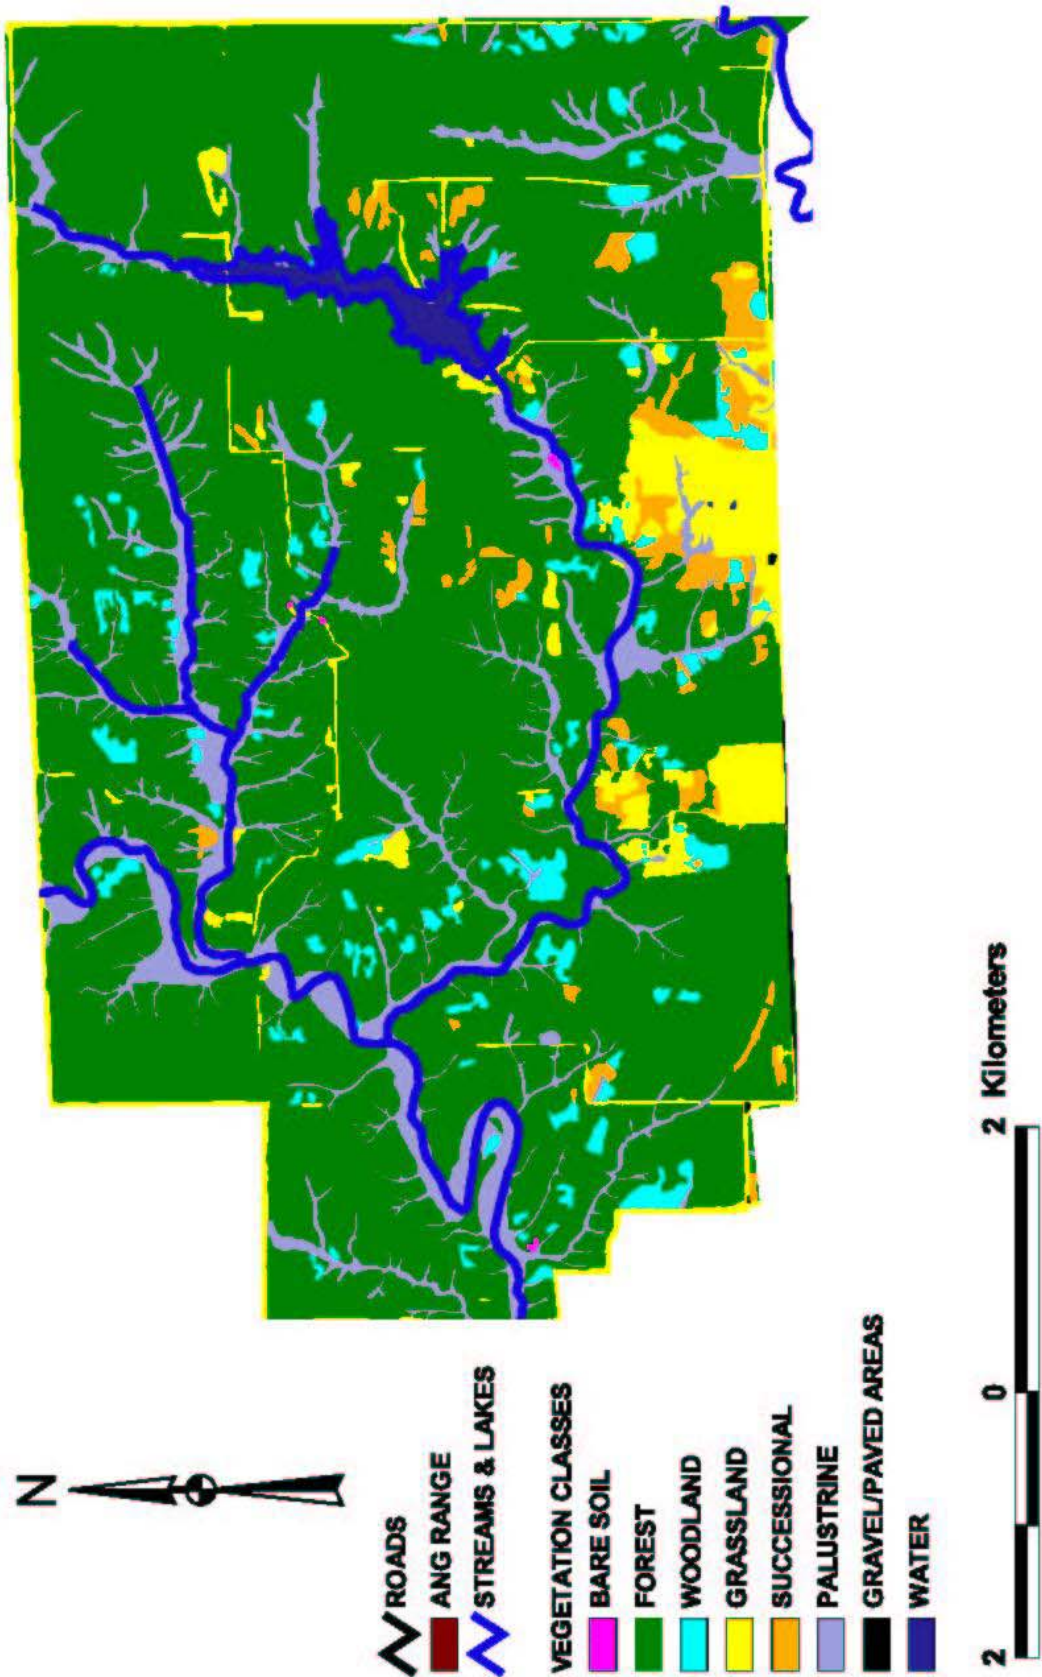 N
ROADS
ANG RANGE
STREAMS & LAKES
VEGETATION CLASSES
BARE SOIL
FOREST
WOODLAND
GRASSLAND
SUCCESSIONAL
PALUSTRINE
GRAVEL/PAVED AREAS
WATER
2 0 2 Kilometers